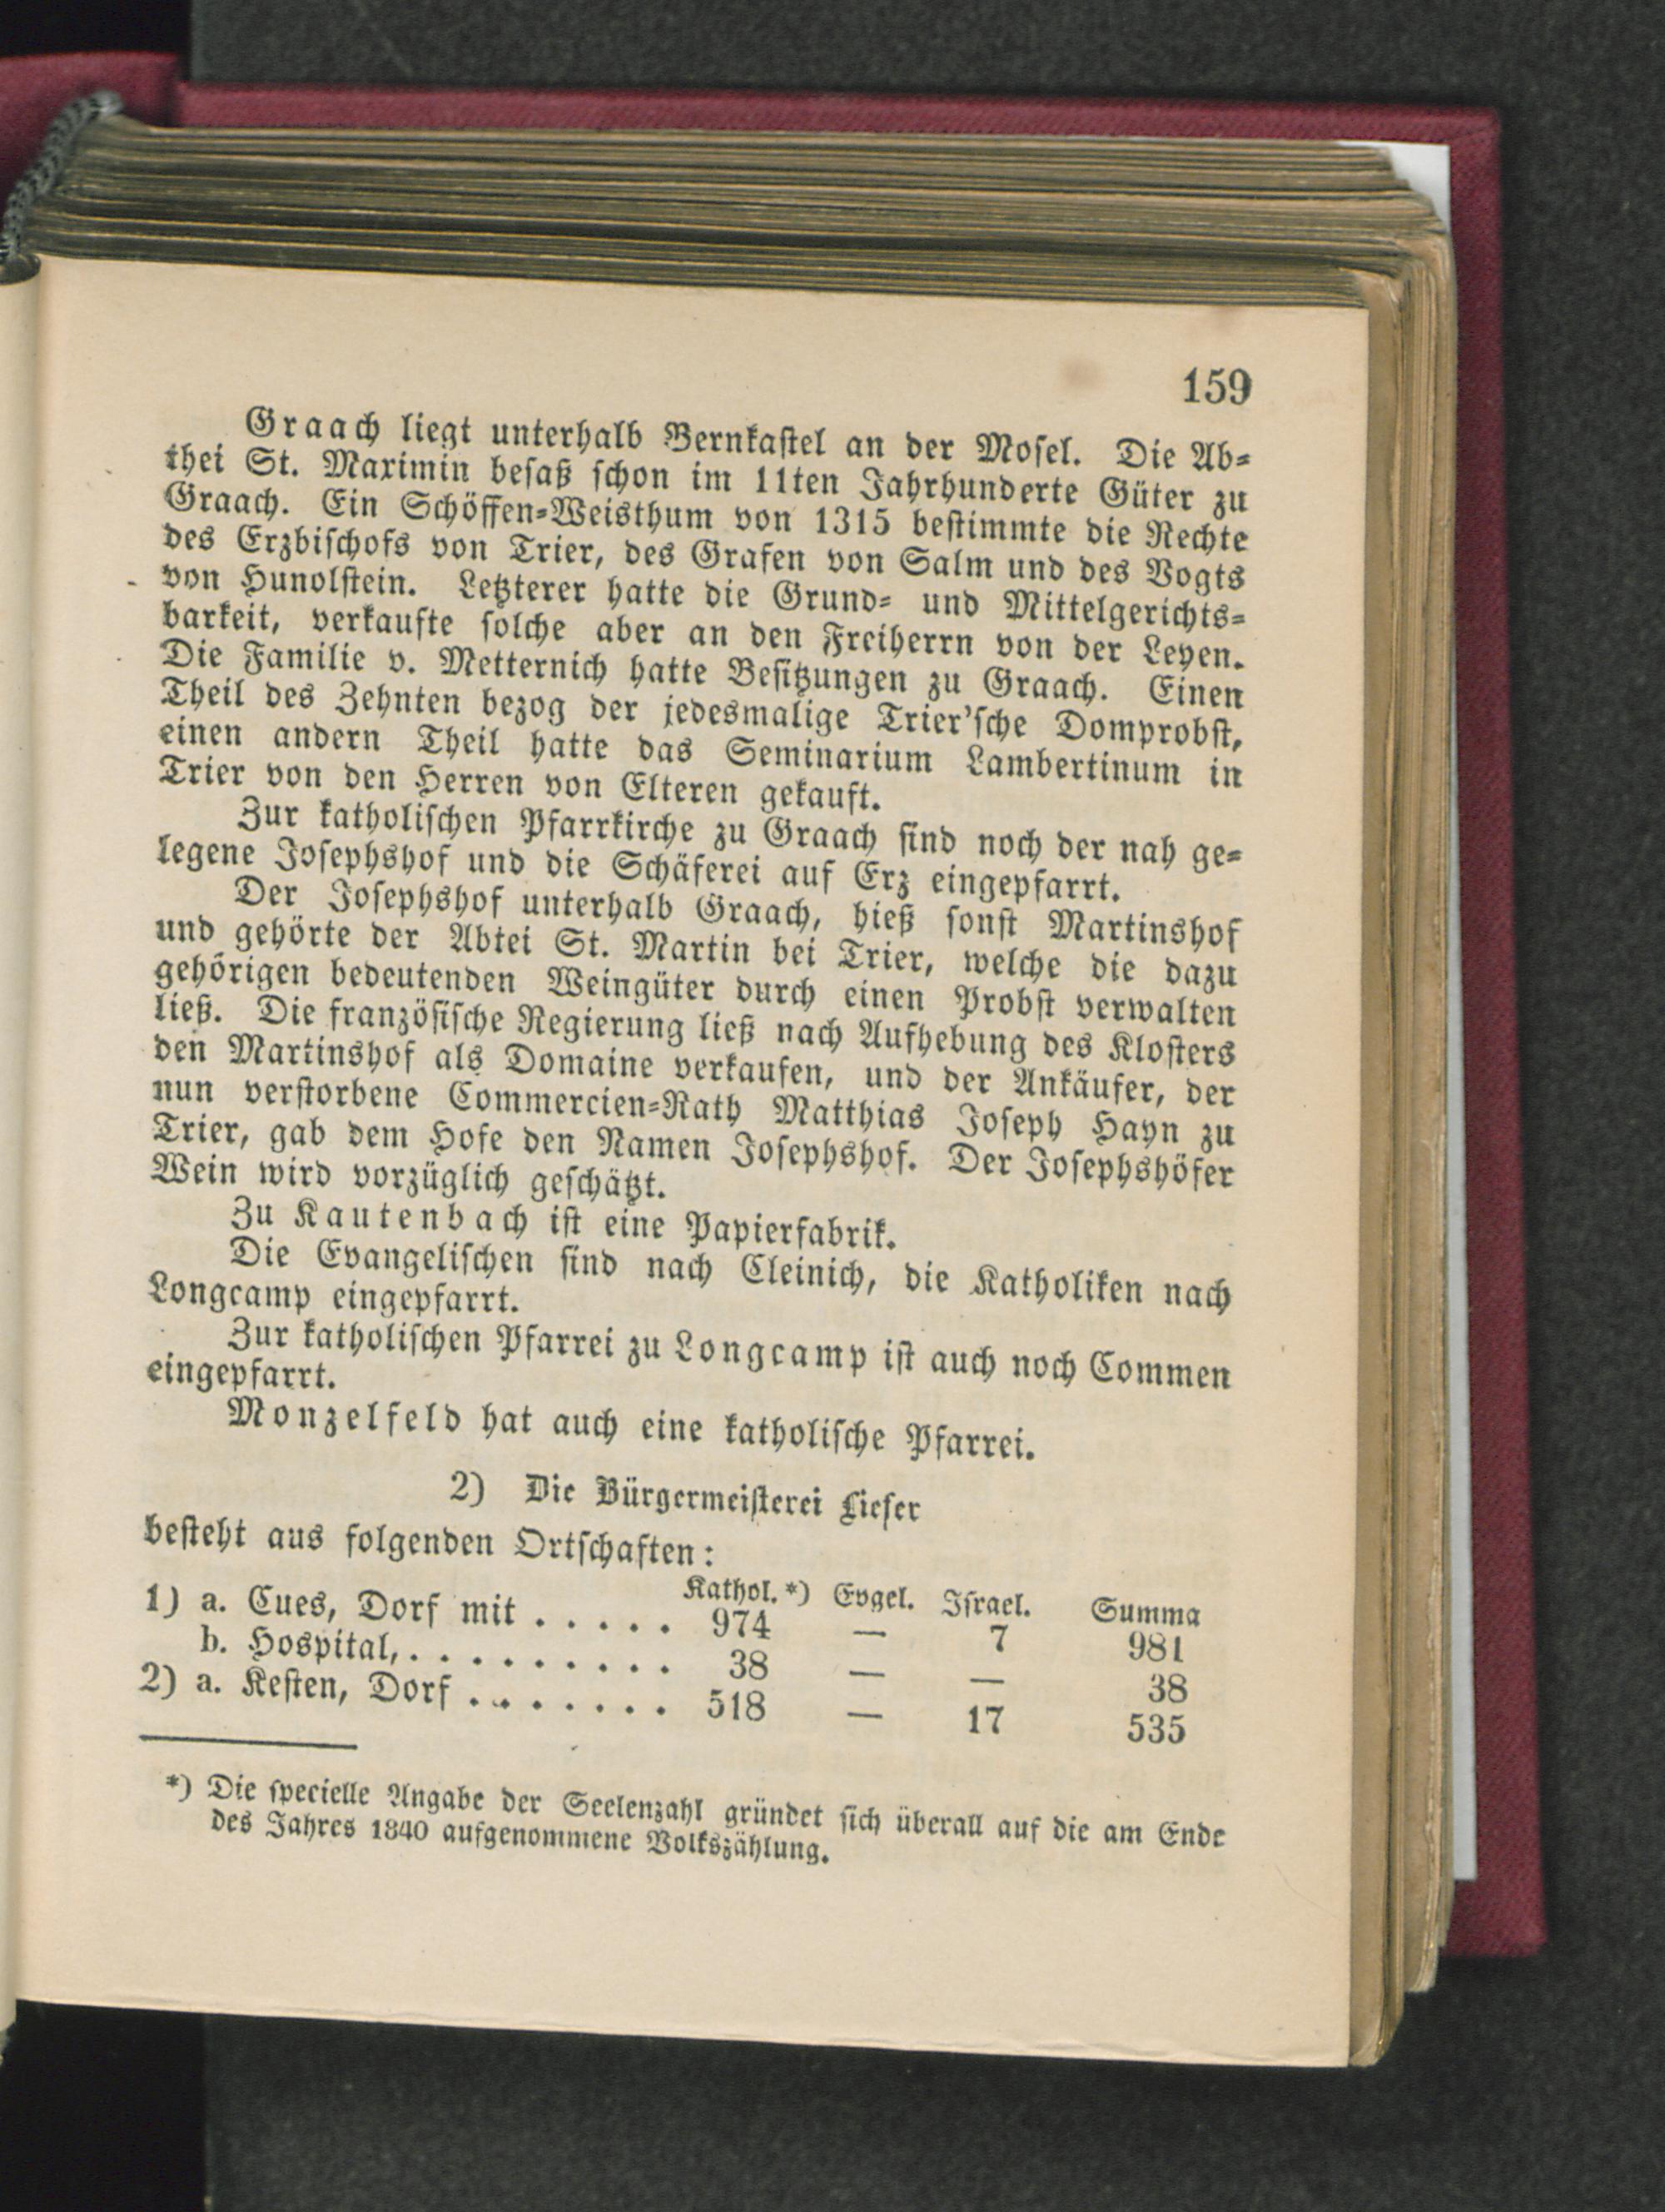 159
Graach liegt unterhalb Bernkastel an der Mosel. Die Ab-
thei St. Maximin besaß schon im 11ten Jahrhunderte Güter zu
Graach. Ein Schöffen-Weisthum von 1315 bestimmte die Rechte
des Erzbischofs von Trier, des Grafen von Salm und des Vogts
von Hunolstein. Letzterer hatte die Grund- und Mittelgerichts-
barkeit, verkaufte solche aber an den Freiherrn von der Leyen.
Die Familie v. Metternich hatte Besitzungen zu Graach. Einen
Theil des Zehnten bezog der jedesmalige Trier'sche Domprobst,
einen andern Theil hatte das Seminarium Lambertinum in
Trier von den Herren von Elteren gekauft.
Zur katholischen Pfarrkirche zu Graach sind noch der nah ge-
legene Josephshof und die Schäferei auf Erz eingepfarrt.
Der Josephshof unterhalb Graach, hieß sonst Martinshof
und gehörte der Abtei St. Martin bei Trier, welche die dazu
gehörigen bedeutenden Weingüter durch einen Probst verwalten
ließ. Die französische Regierung ließ nach Aufhebung des Klosters
den Martinshof als Domaine verkaufen, und der Ankäufer, der
nun verstorbene Commercien-Rath Matthias Joseph Hayn zu
Trier, gab dem Hofe den Namen Josephshof. Der Josephshöfer
Wein wird vorzüglich geschätzt.
Zu Kautenbach ist eine Papierfabrik.
Die Evangelischen sind nach Cleinich, die Katholiken nach
Longcamp eingepfarrt.
Zur katholischen Pfarrei zu Longcamp ist auch noch Commen
eingepfarrt.
Monzelfeld hat auch eine katholische Pfarrei.
2) Die Bürgermeisterei Lieser
besteht aus folgenden Ortschaften:
Kathol. *) Evgel. Israel. Summa
1) a. Cues, Dorf mit . . . . . 974 — 7 981
b. Hospital, . . . . . . . . . 38 — — 38
2) a. Kesten, Dorf . . . . . . . 518 — 17 535
*) Die specielle Angabe der Seelenzahl gründet sich überall auf die am Ende
des Jahres 1840 aufgenommene Volkszählung.